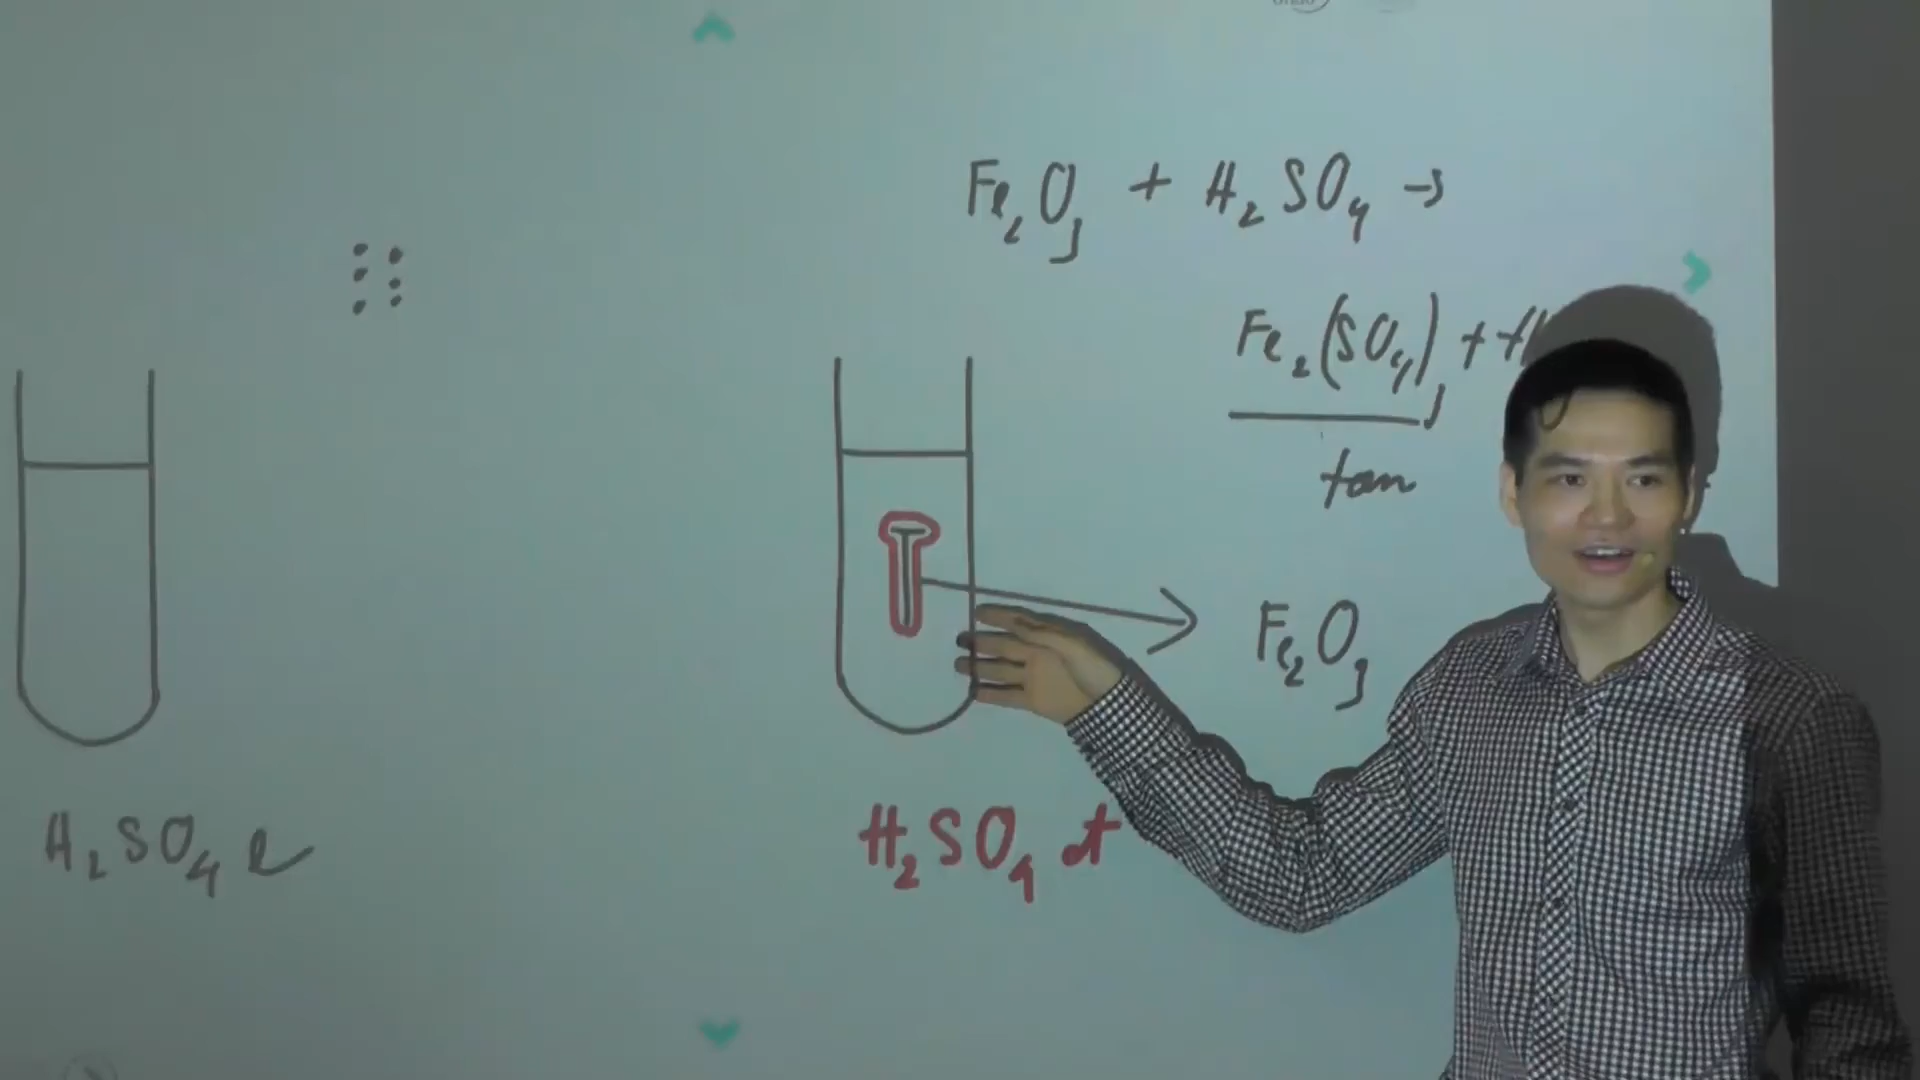 Fe₂O₃ + H₂SO₄ →
Fe₂(SO₄)₃ + H
tan
Fe₂O₃
H₂SO₄ l
H₂SO₄ đ